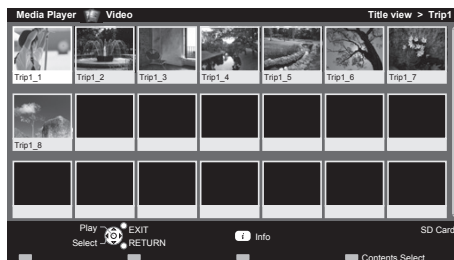 Media Player Video Title view > Trip1
Trip1_1 Trip1_2 Trip1_3 Trip1_4 Trip1_5 Trip1_6 Trip1_7
Trip1_8
Play EXIT
Select RETURN
i Info
SD Card
Contents Select